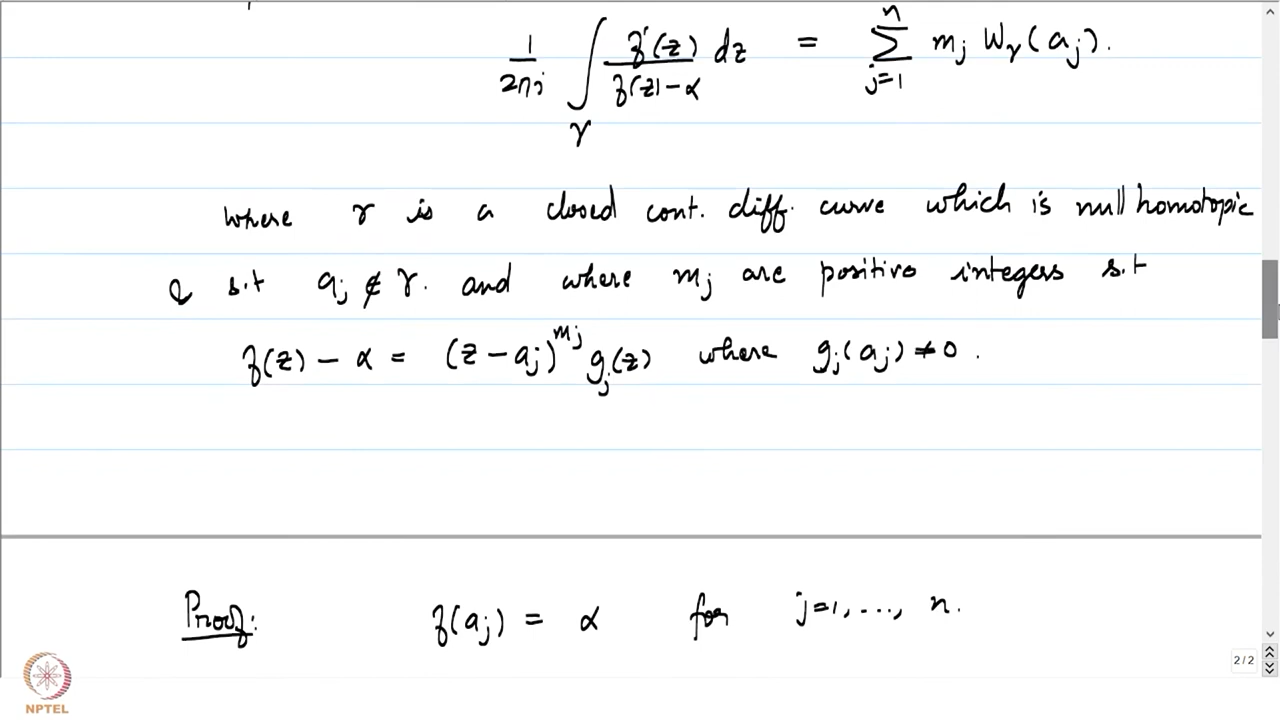 1/2πi ∫_γ f'(z)/f(z)-α dz = Σ_{j=1}^{n} m_j W_γ(a_j).
where γ is a closed cont. diff. curve which is null homotopic
& s.t a_j ∉ γ. and where m_j are positive integers s.t
f(z) - α = (z - a_j)^{m_j} g_j(z) where g_j(a_j) ≠ 0.
Proof: f(a_j) = α for j=1, ..., n.
2/2
NPTEL